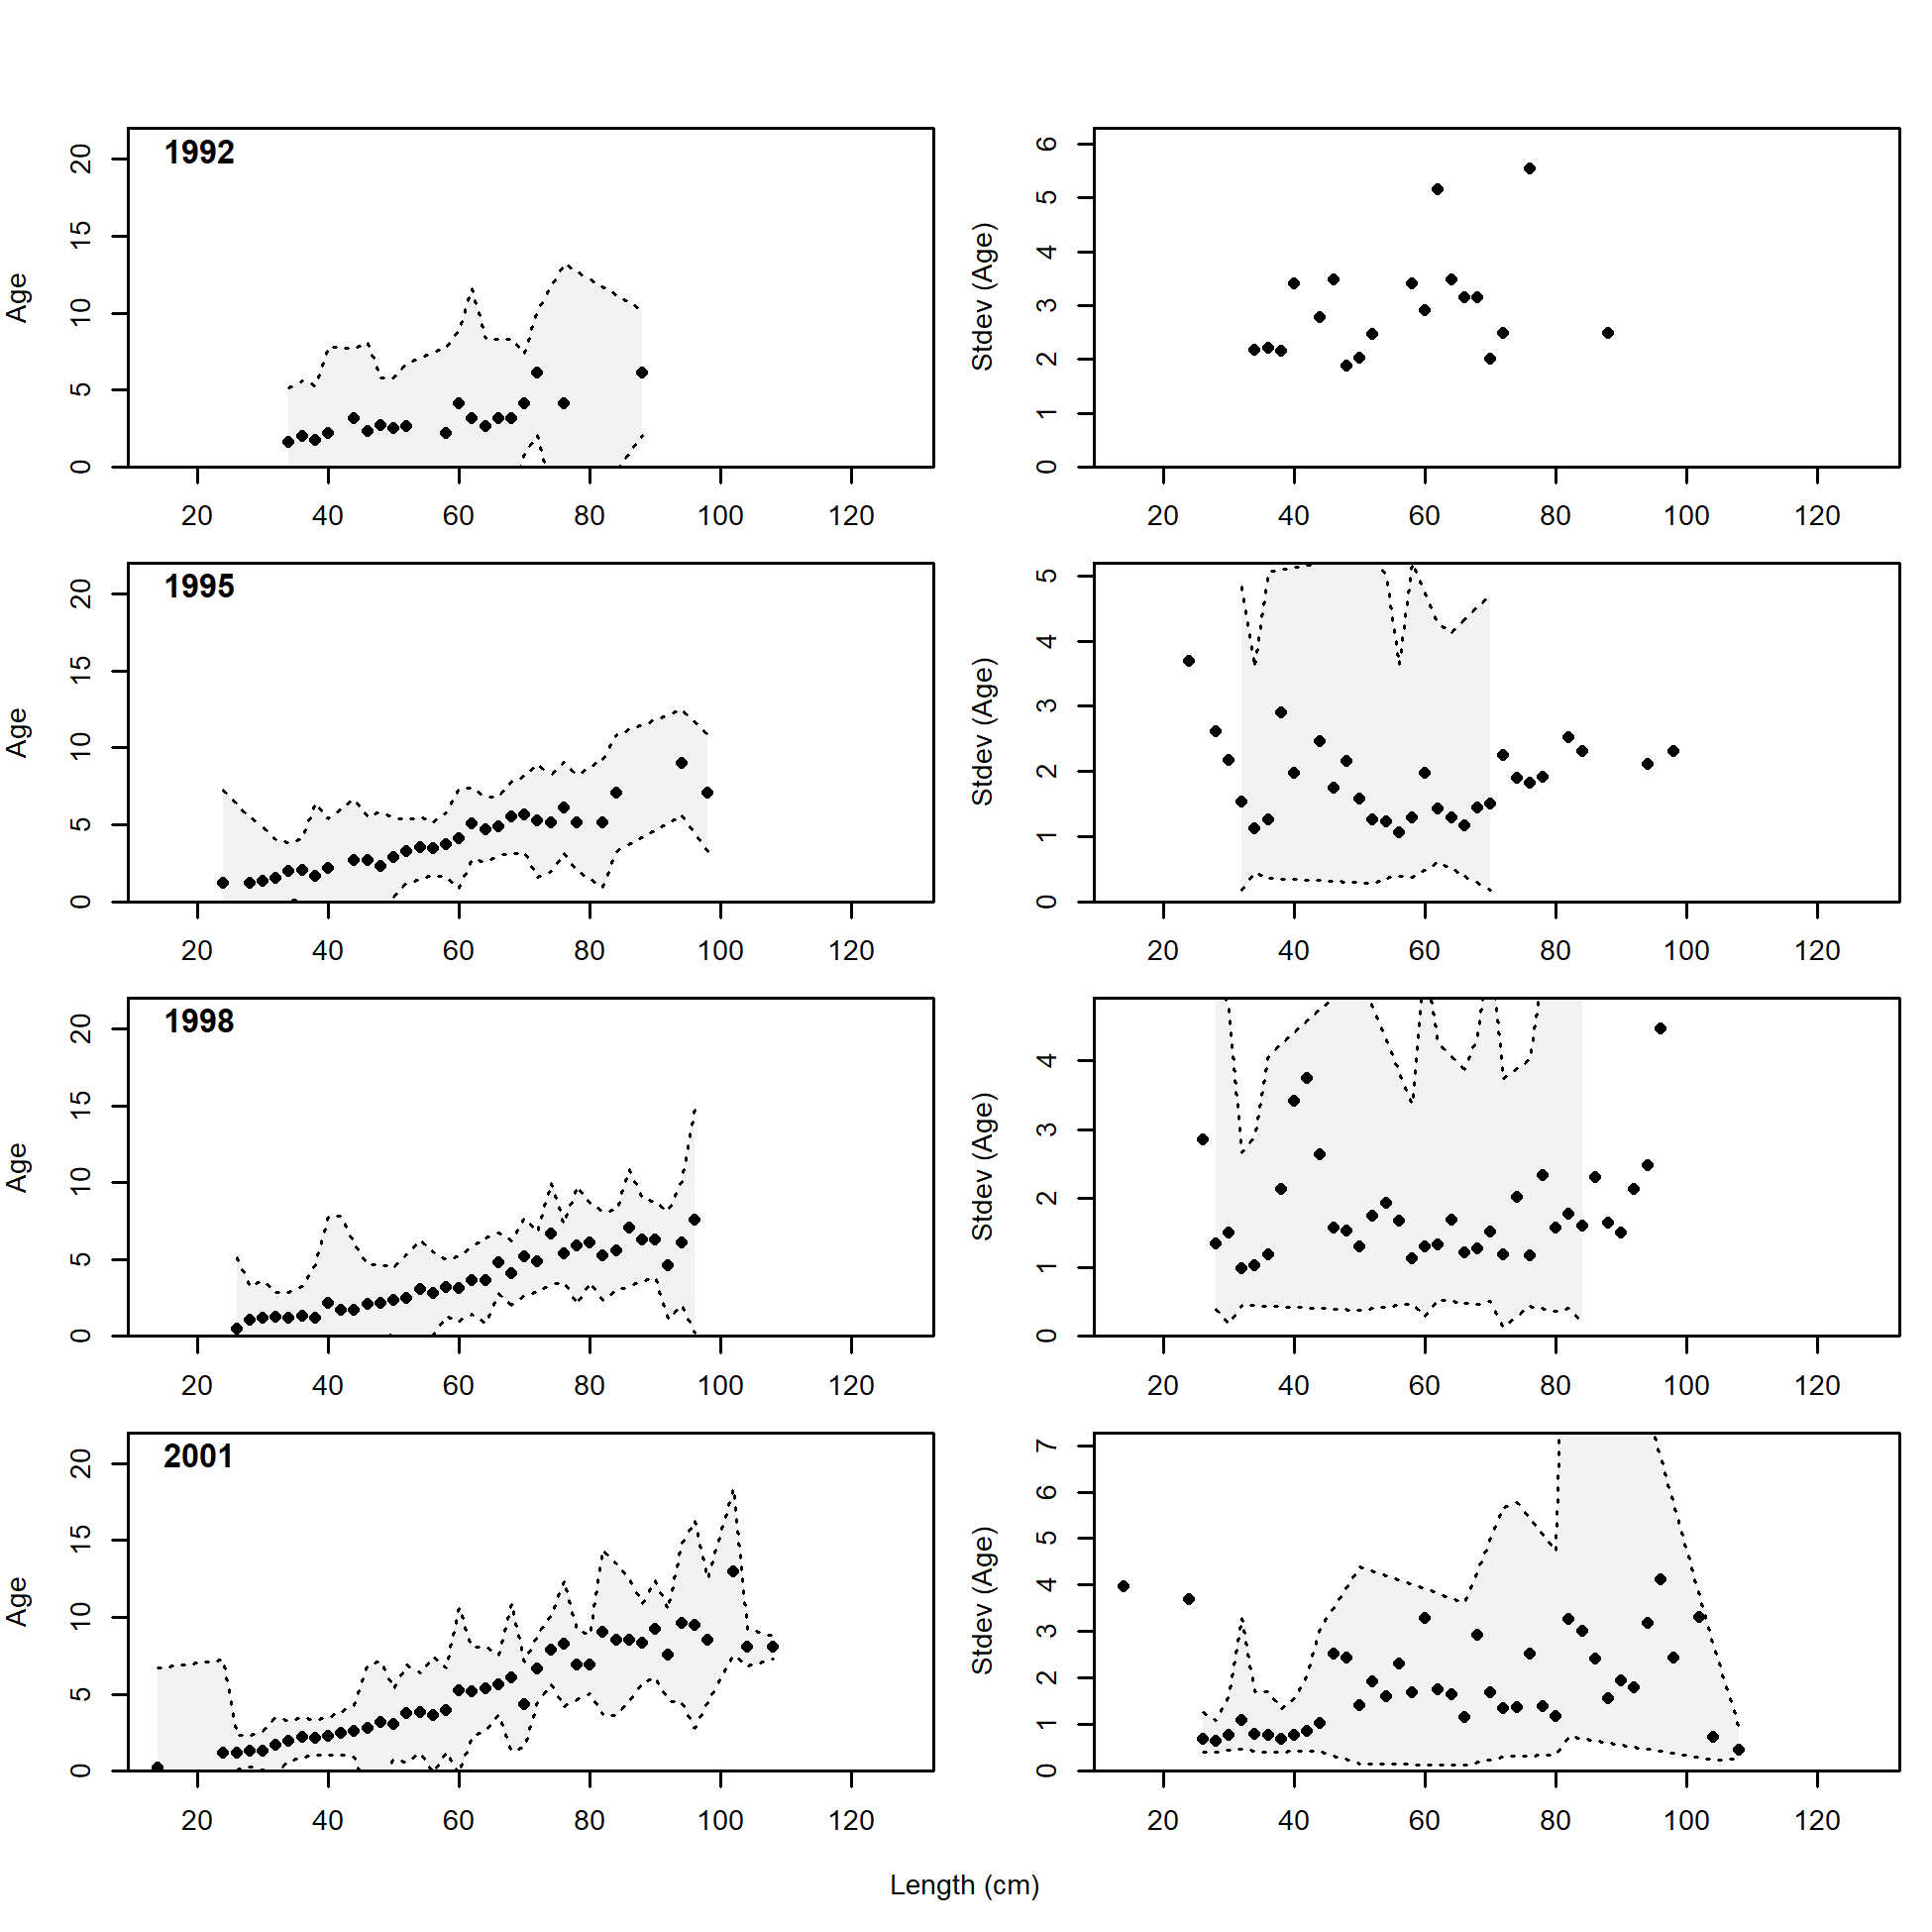 1992
Age
0 5 10 15 20
20 40 60 80 100 120
Stdev (Age)
0 1 2 3 4 5 6
20 40 60 80 100 120
1995
Age
0 5 10 15 20
20 40 60 80 100 120
Stdev (Age)
0 1 2 3 4 5
20 40 60 80 100 120
1998
Age
0 5 10 15 20
20 40 60 80 100 120
Stdev (Age)
0 1 2 3 4
20 40 60 80 100 120
2001
Age
0 5 10 15 20
20 40 60 80 100 120
Stdev (Age)
0 1 2 3 4 5 6 7
20 40 60 80 100 120
Length (cm)